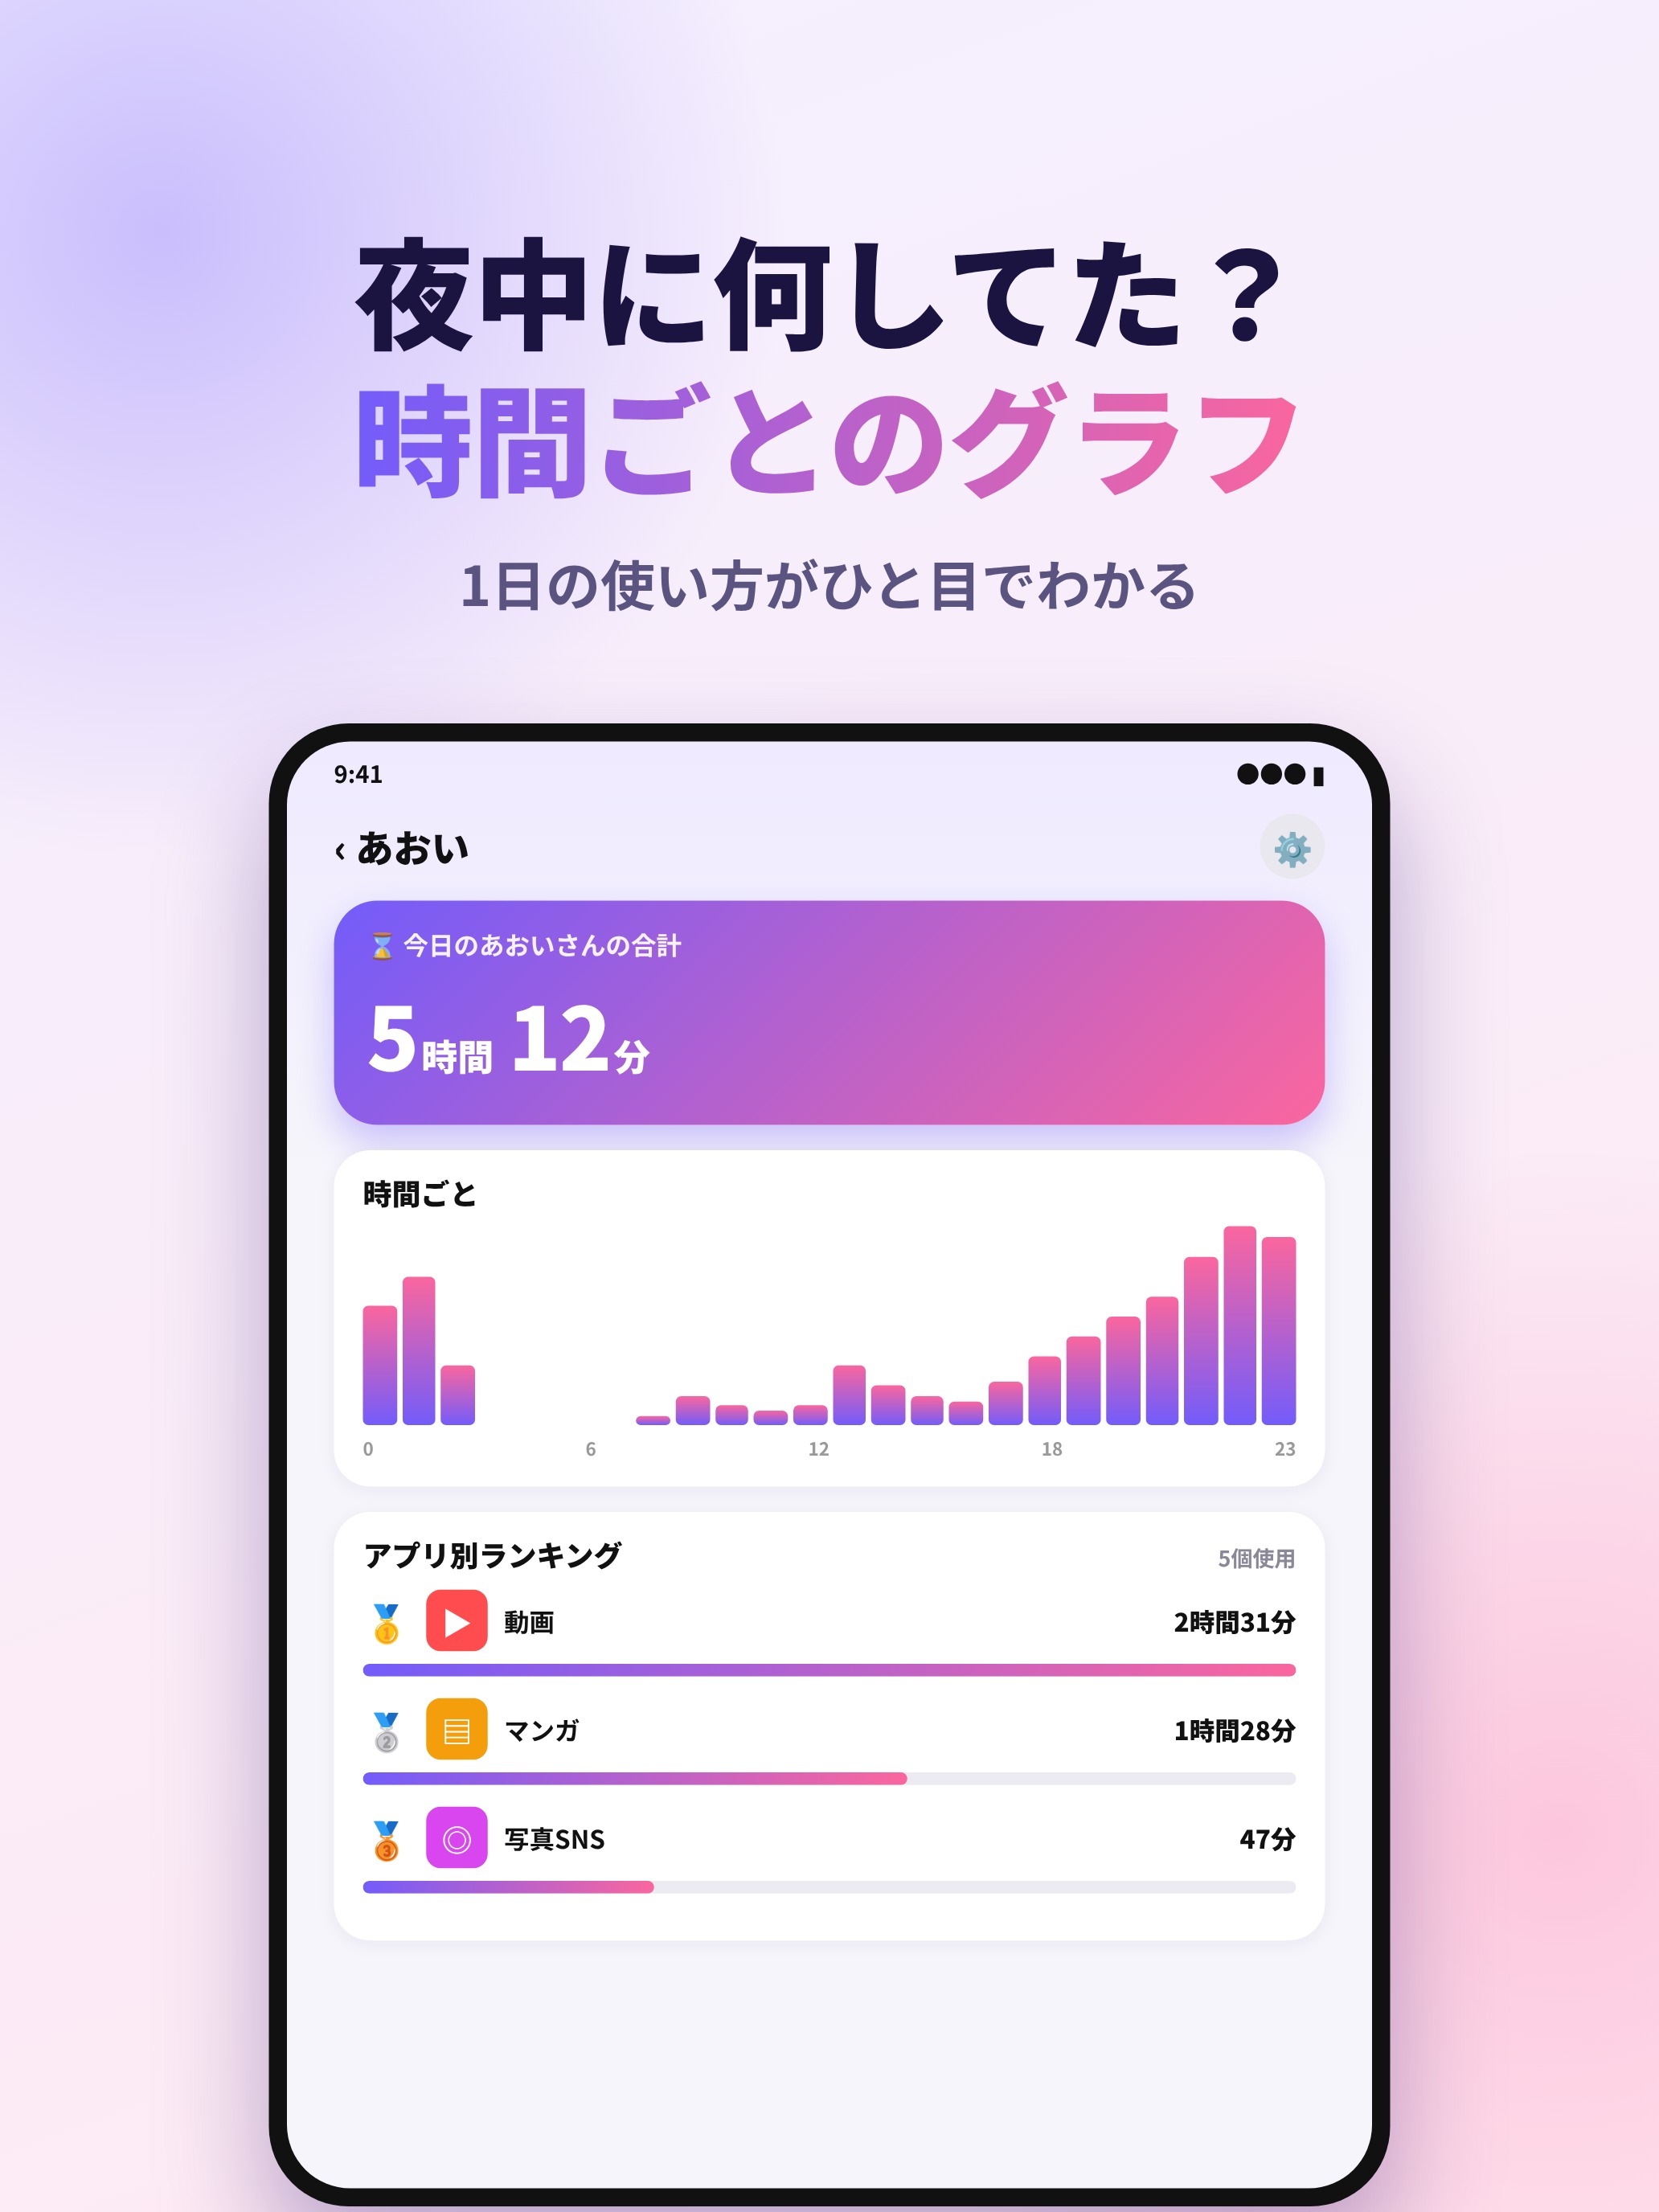 夜中に何してた？
時間ごとのグラフ
1日の使い方がひと目でわかる
9:41
‹ あおい
⌛ 今日のあおいさんの合計
5時間 12分
時間ごと
0 6 12 18 23
アプリ別ランキング 5個使用
🥇 動画 2時間31分
🥈 マンガ 1時間28分
🥉 写真SNS 47分